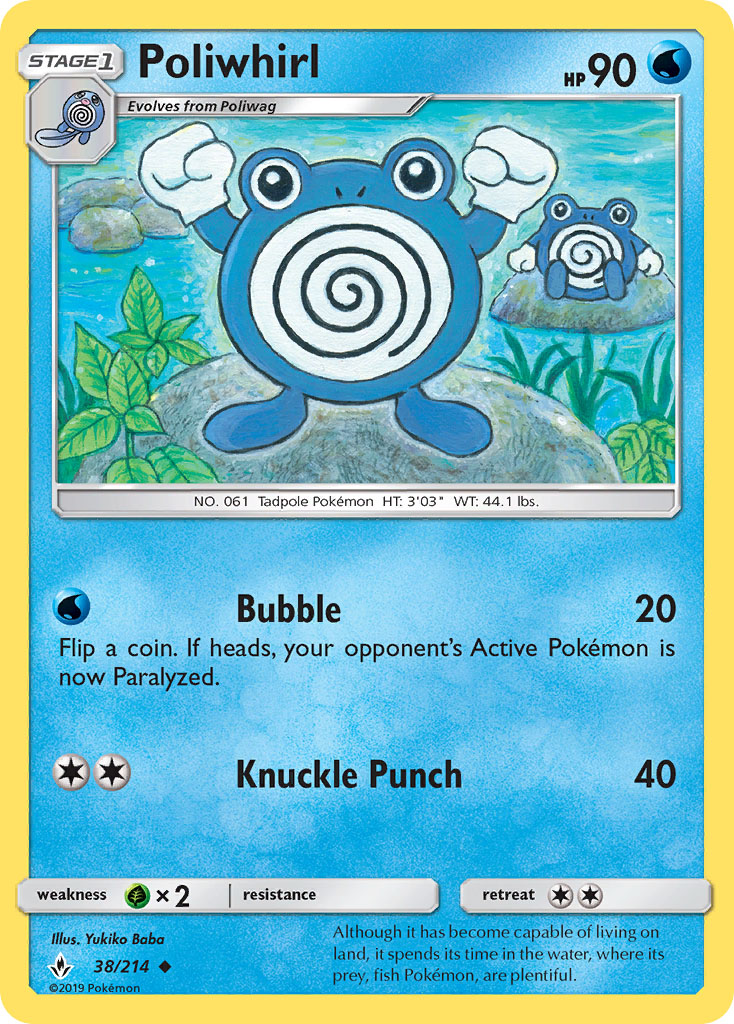 STAGE1
Poliwhirl
HP 90
Evolves from Poliwag
NO. 061 Tadpole Pokémon HT: 3'03" WT: 44.1 lbs.
Bubble 20
Flip a coin. If heads, your opponent's Active Pokémon is
now Paralyzed.
Knuckle Punch 40
weakness × 2 resistance retreat
Illus. Yukiko Baba
38/214
©2019 Pokémon
Although it has become capable of living on
land, it spends its time in the water, where its
prey, fish Pokémon, are plentiful.